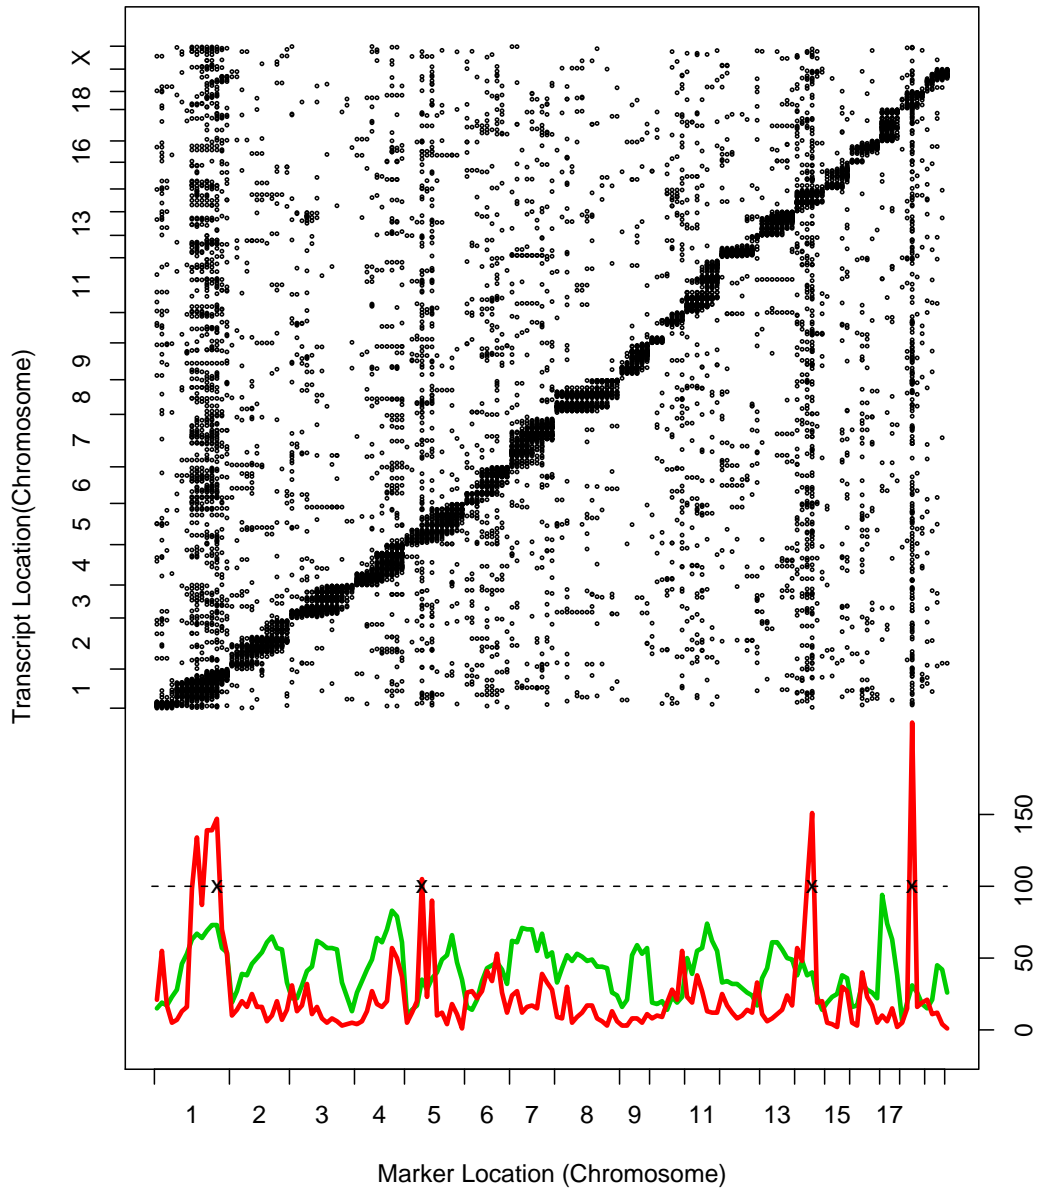 Transcript Location(Chromosome)
X
18
16
13
11
9
8
7
6
5
4
3
2
1
150
100
50
0
x
x
x
x
1 2 3 4 5 6 7 8 9 11 13 15 17
Marker Location (Chromosome)